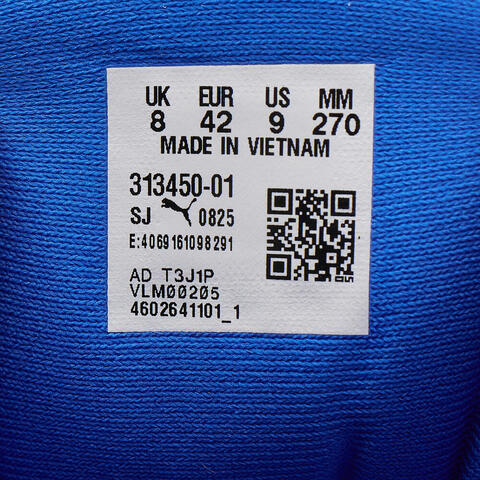 UK EUR US MM
8 42 9 270
MADE IN VIETNAM
313450-01
SJ 0825
E:4069161098291
AD T3J1P
VLM00205
4602641101_1